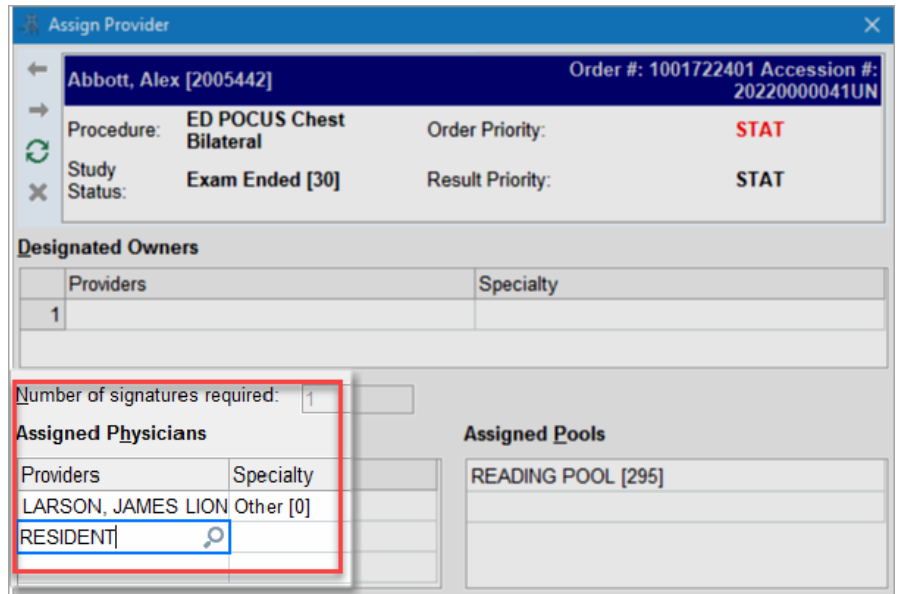 Assign Provider
Abbott, Alex [2005442]
Order #: 1001722401 Accession #:
20220000041UN
Procedure:
ED POCUS Chest
Bilateral
Order Priority:
STAT
Study
Status:
Exam Ended [30]
Result Priority:
STAT
Designated Owners
Providers
Specialty
1
Number of signatures required:
1
Assigned Physicians
Assigned Pools
Providers
Specialty
READING POOL [295]
LARSON, JAMES LION
Other [0]
RESIDENT